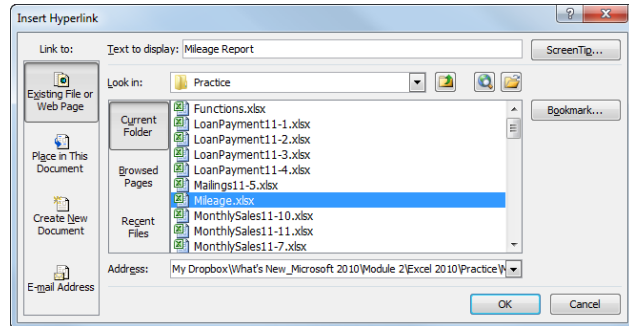 Insert Hyperlink
Link to:
Text to display: Mileage Report
ScreenTip...
Existing File or
Web Page
Look in: Practice
Bookmark...
Current
Folder
Functions.xlsx
LoanPayment11-1.xlsx
LoanPayment11-2.xlsx
LoanPayment11-3.xlsx
LoanPayment11-4.xlsx
Mailings11-5.xlsx
Mileage.xlsx
MonthlySales11-10.xlsx
MonthlySales11-11.xlsx
MonthlySales11-7.xlsx
Place in This
Document
Browsed
Pages
Create New
Document
Recent
Files
E-mail Address
Address: My Dropbox\What's New_Microsoft 2010\Module 2\Excel 2010\Practice\
OK
Cancel